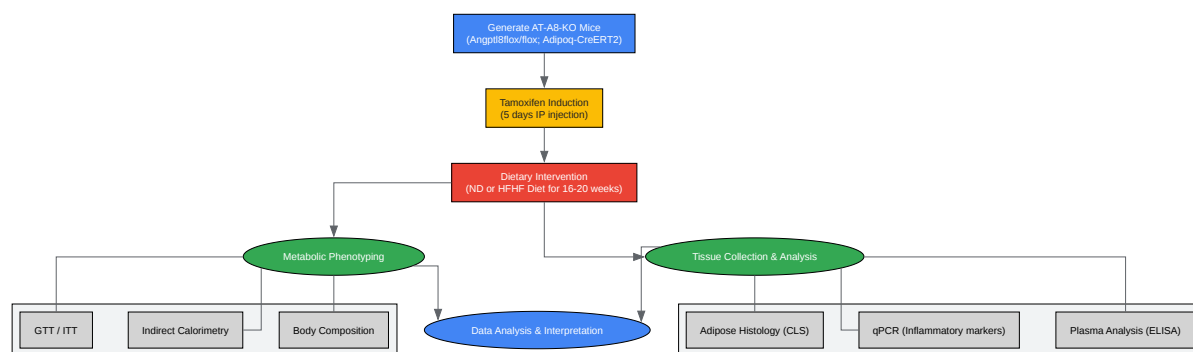 Generate AT-A8-KO Mice
(Angptl8flox/flox; Adipoq-CreERT2)
Tamoxifen Induction
(5 days IP injection)
Dietary Intervention
(ND or HFHF Diet for 16-20 weeks)
Metabolic Phenotyping
Tissue Collection & Analysis
GTT / ITT
Indirect Calorimetry
Body Composition
Data Analysis & Interpretation
Adipose Histology (CLS)
qPCR (Inflammatory markers)
Plasma Analysis (ELISA)